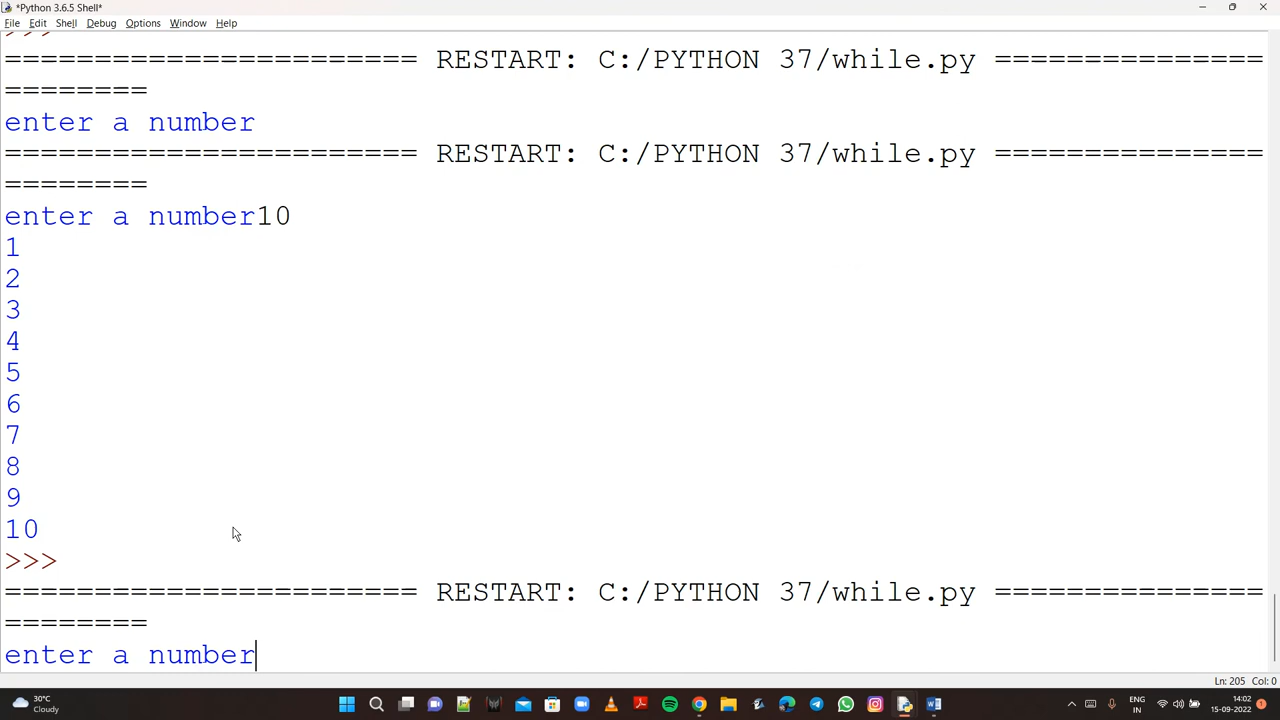 *Python 3.6.5 Shell*
File Edit Shell Debug Options Window Help
>>>
======================= RESTART: C:/PYTHON 37/while.py ===============
========
enter a number
======================= RESTART: C:/PYTHON 37/while.py ===============
========
enter a number10
1
2
3
4
5
6
7
8
9
10
>>>
======================= RESTART: C:/PYTHON 37/while.py ===============
========
enter a number
Ln: 205 Col: 0
30°C
Cloudy
ENG
IN
14:02
15-09-2022
1